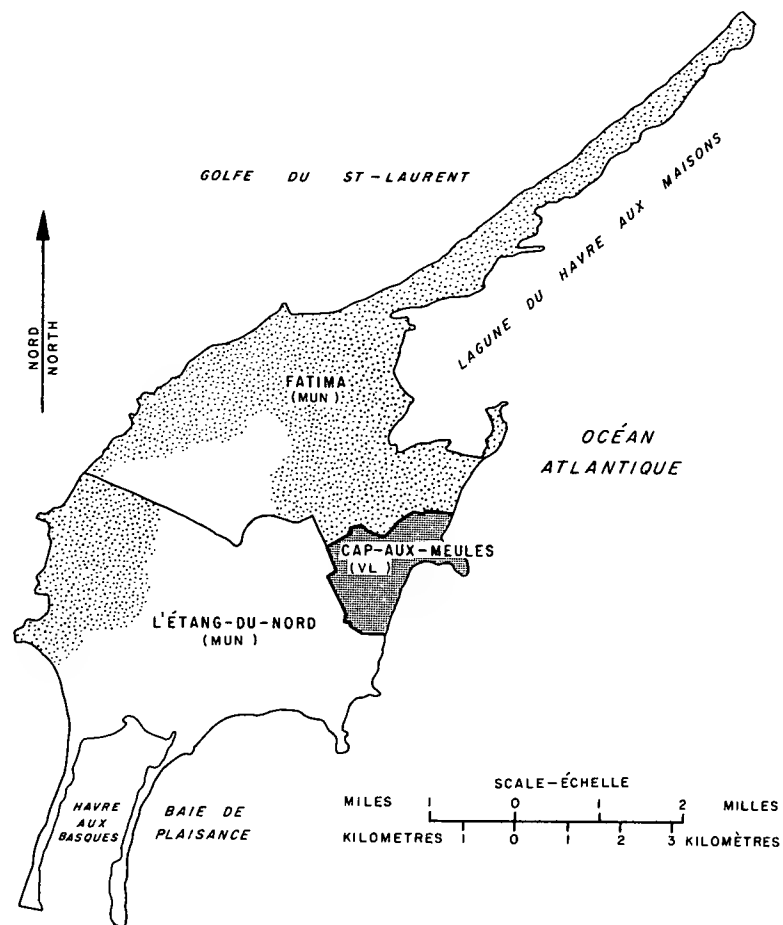 GOLFE DU ST-LAURENT
LAGUNE DU HAVRE AUX MAISONS
NORD
NORTH
FATIMA
(MUN)
OCÉAN
ATLANTIQUE
CAP-AUX-MEULES
(VL)
L'ÉTANG-DU-NORD
(MUN)
HAVRE
AUX
BASQUES
BAIE DE
PLAISANCE
SCALE-ÉCHELLE
MILES 1 0 1 2 MILLES
KILOMETRES 1 0 1 2 3 KILOMÈTRES